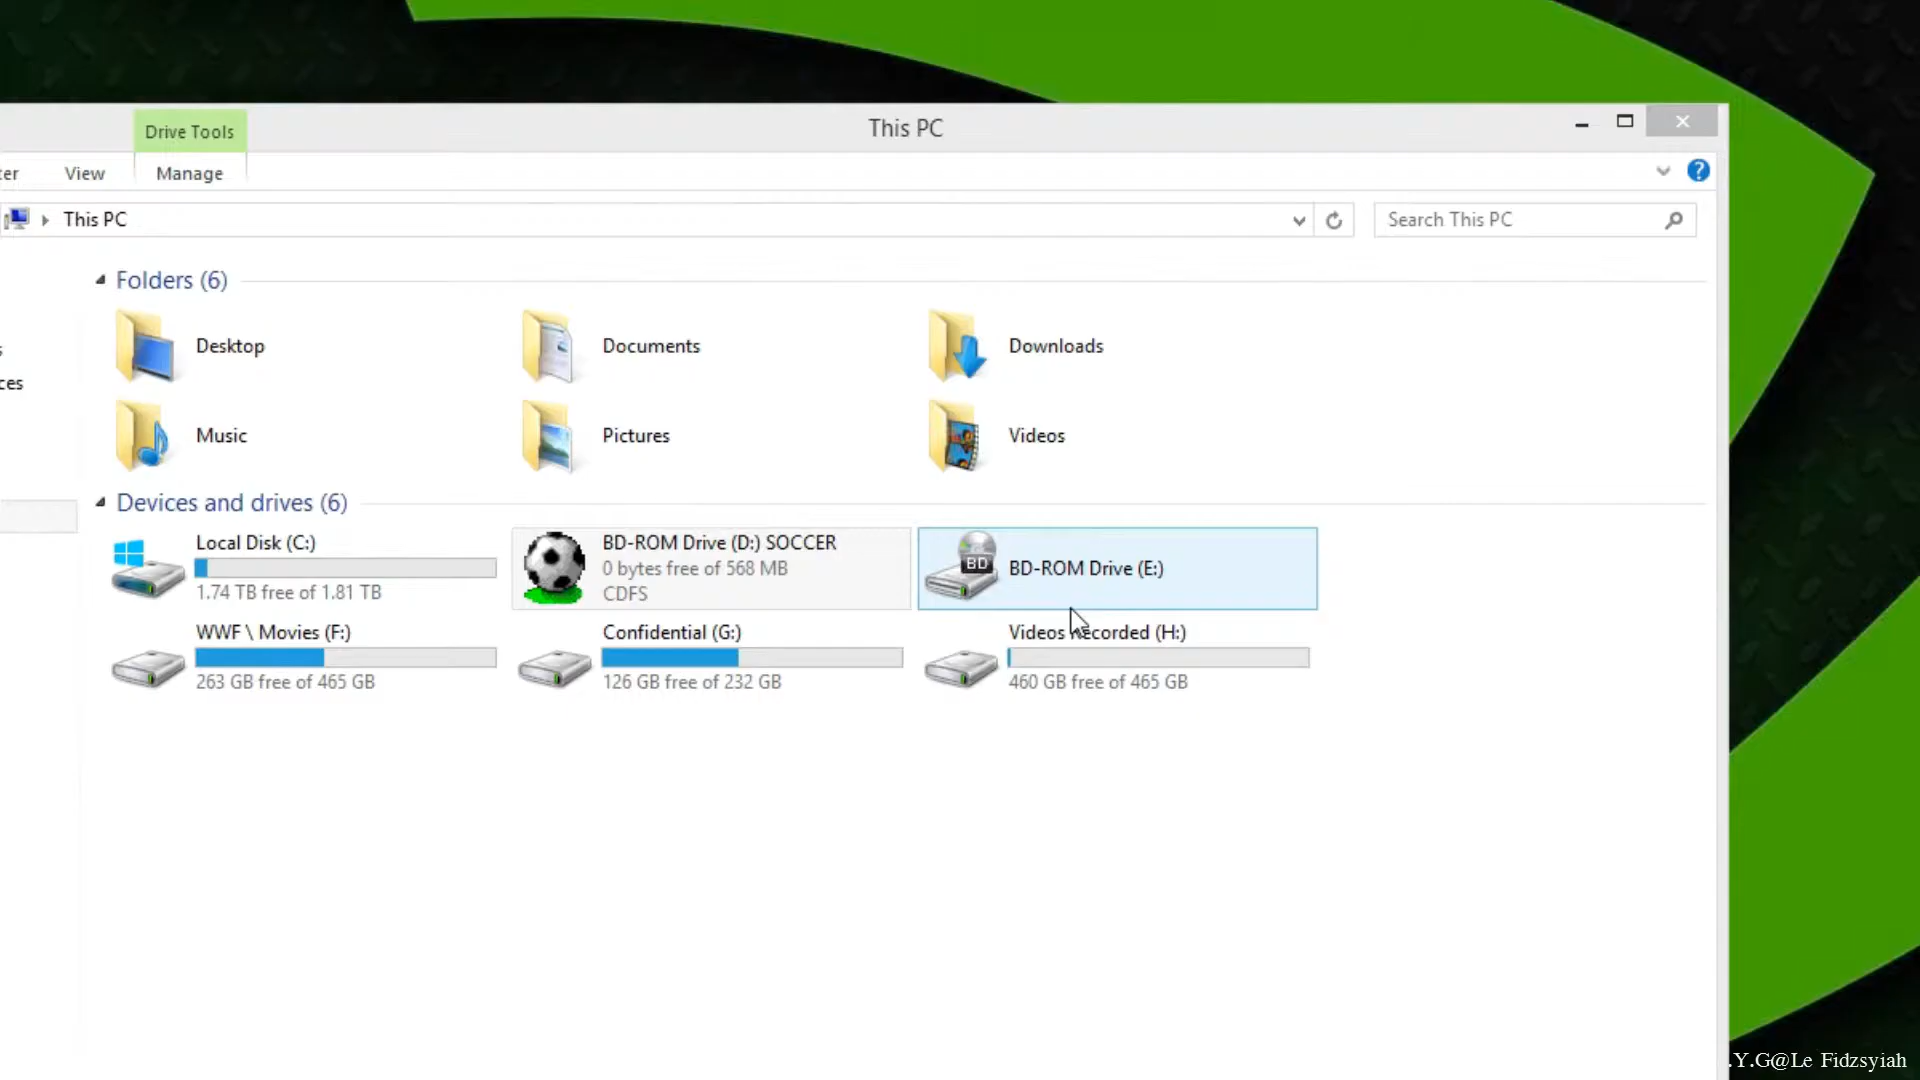 Drive Tools
This PC
ter
View
Manage
This PC
Search This PC
Folders (6)
Desktop
Documents
Downloads
ces
Music
Pictures
Videos
Devices and drives (6)
Local Disk (C:)
1.74 TB free of 1.81 TB
BD-ROM Drive (D:) SOCCER
0 bytes free of 568 MB
CDFS
BD
BD-ROM Drive (E:)
WWF \ Movies (F:)
263 GB free of 465 GB
Confidential (G:)
126 GB free of 232 GB
Videos Recorded (H:)
460 GB free of 465 GB
.Y.G@Le Fidzsyiah